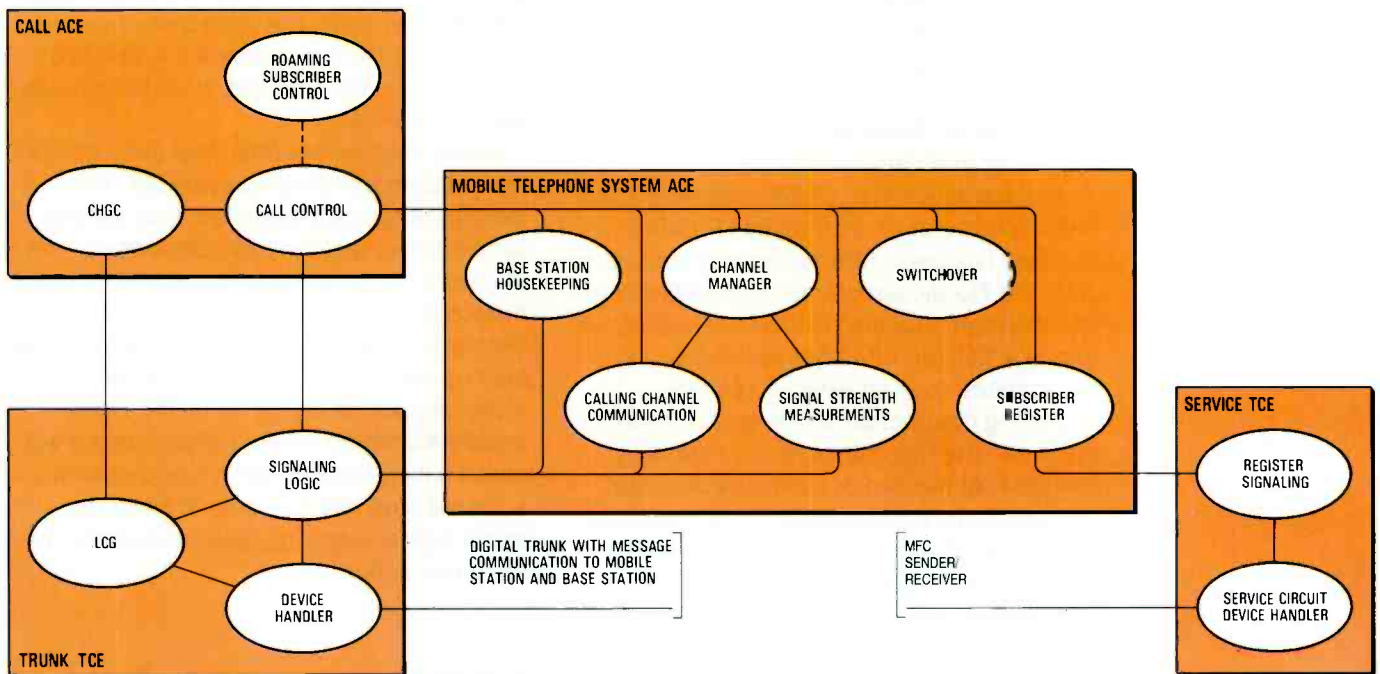 CALL ACE
ROAMING
SUBSCRIBER
CONTROL
CHGC
CALL CONTROL
MOBILE TELEPHONE SYSTEM ACE
BASE STATION
HOUSEKEEPING
CHANNEL
MANAGER
SWITCHOVER
CALLING CHANNEL
COMMUNICATION
SIGNAL STRENGTH
MEASUREMENTS
SUBSCRIBER
REGISTER
SERVICE TCE
REGISTER
SIGNALING
SERVICE CIRCUIT
DEVICE HANDLER
SIGNALING
LOGIC
LCG
DEVICE
HANDLER
TRUNK TCE
DIGITAL TRUNK WITH MESSAGE
COMMUNICATION TO MOBILE
STATION AND BASE STATION
MFC
SENDER/
RECEIVER